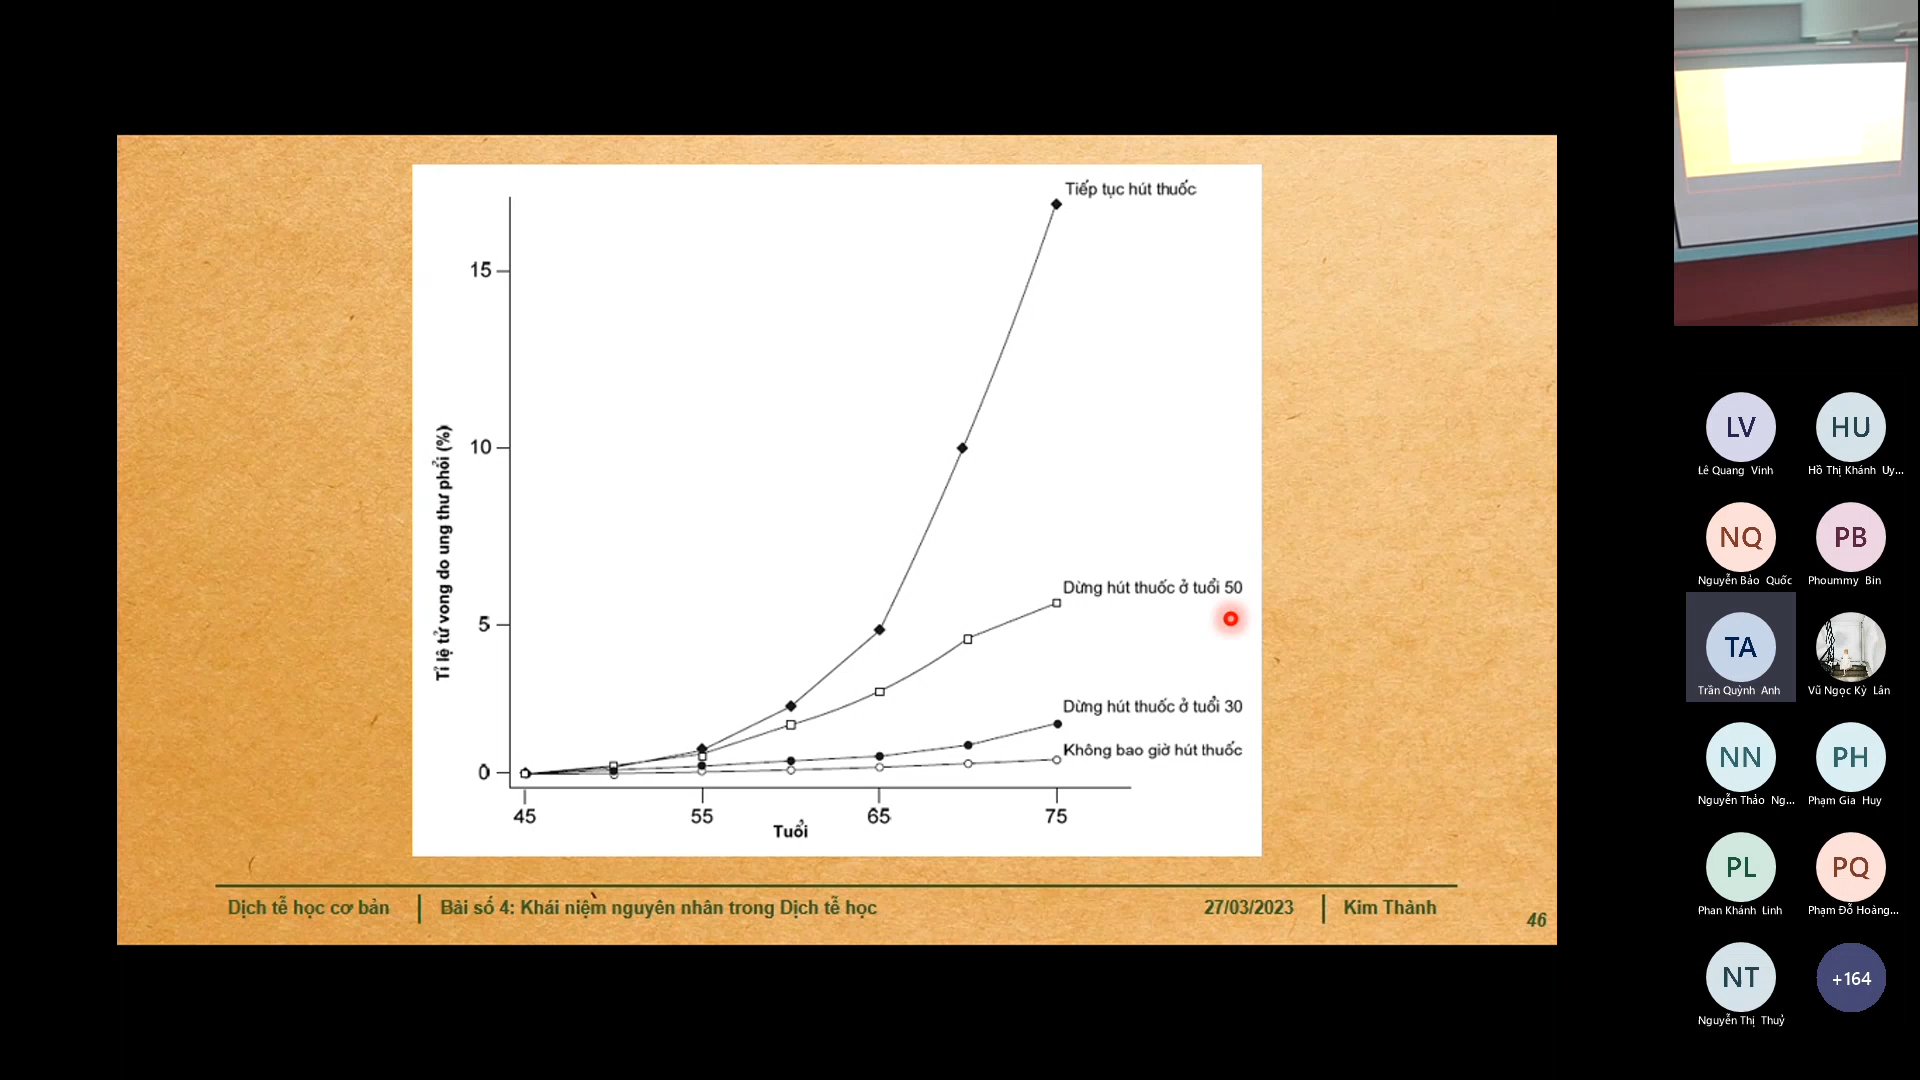 Tiếp tục hút thuốc
15
10
Tỉ lệ tử vong do ung thư phổi (%)
Dừng hút thuốc ở tuổi 50
5
Dừng hút thuốc ở tuổi 30
Không bao giờ hút thuốc
0
45 55 65 75
Tuổi
Dịch tễ học cơ bản
Bài số 4: Khái niệm nguyên nhân trong Dịch tễ học
27/03/2023
Kim Thành
46
LV HU
Lê Quang Vinh Hồ Thị Khánh Uy...
NQ PB
Nguyễn Bảo Quốc Phoummy Bin
TA
Trần Quỳnh Anh Vũ Ngọc Kỳ Lân
NN PH
Nguyễn Thảo Ng... Phạm Gia Huy
PL PQ
Phan Khánh Linh Phạm Đỗ Hoàng...
NT +164
Nguyễn Thị Thuỷ